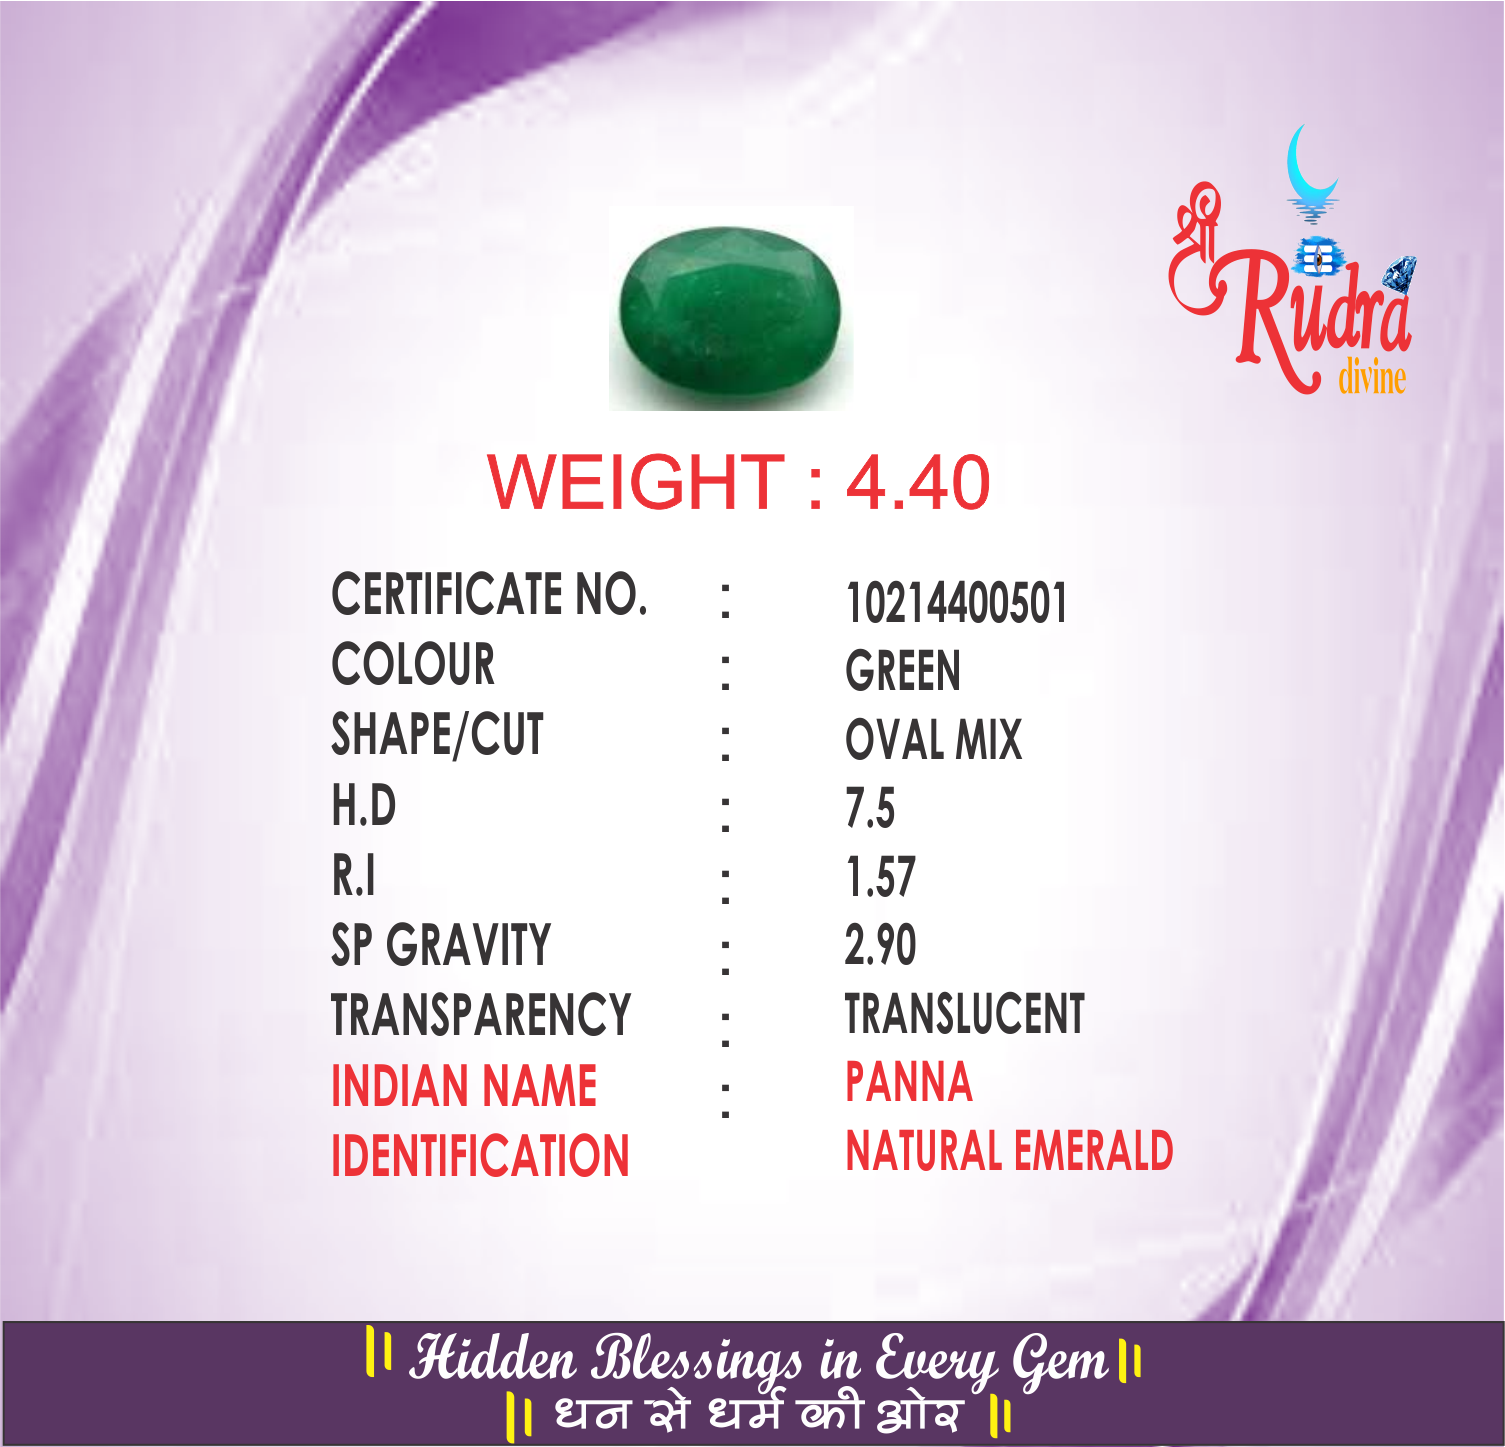 श्री
Rudra
divine
WEIGHT : 4.40
CERTIFICATE NO. : 10214400501
COLOUR : GREEN
SHAPE/CUT : OVAL MIX
H.D : 7.5
R.I : 1.57
SP GRAVITY : 2.90
TRANSPARENCY : TRANSLUCENT
INDIAN NAME : PANNA
IDENTIFICATION NATURAL EMERALD
|| Hidden Blessings in Every Gem ||
|| धन से धर्म की ओर ||